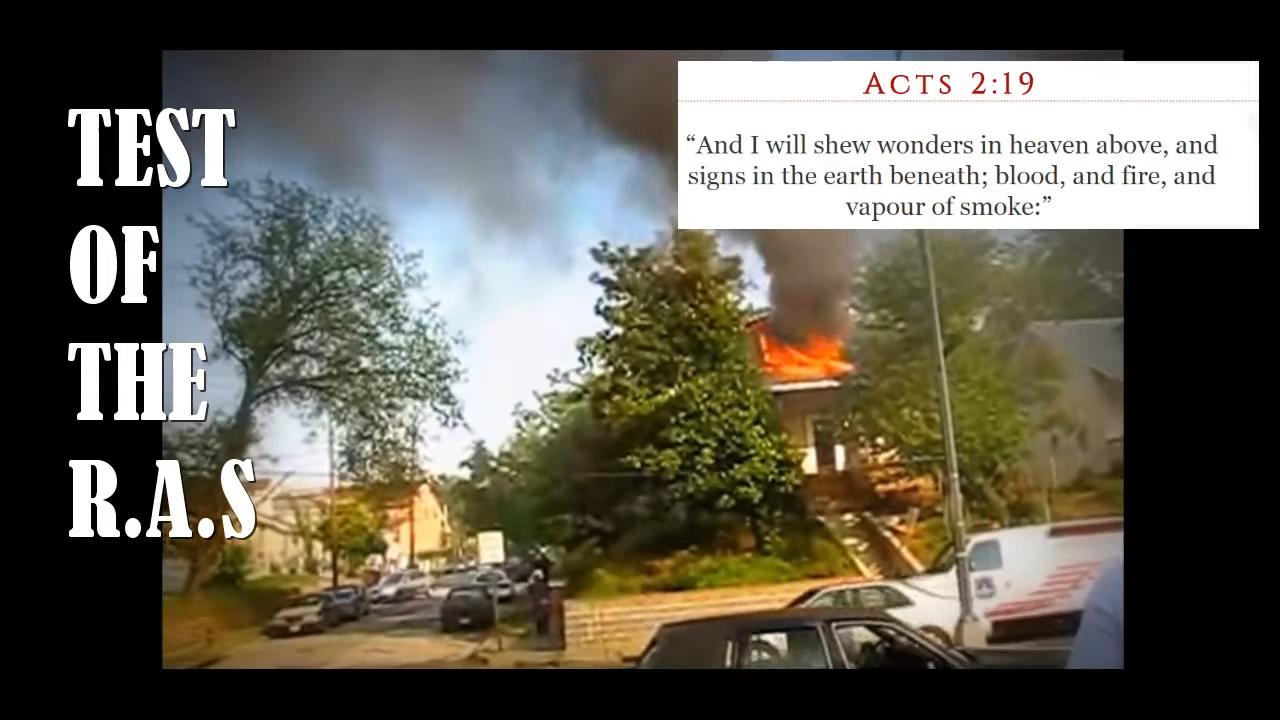 TEST
OF
THE
R.A.S
ACTS 2:19
“And I will shew wonders in heaven above, and
signs in the earth beneath; blood, and fire, and
vapour of smoke:”